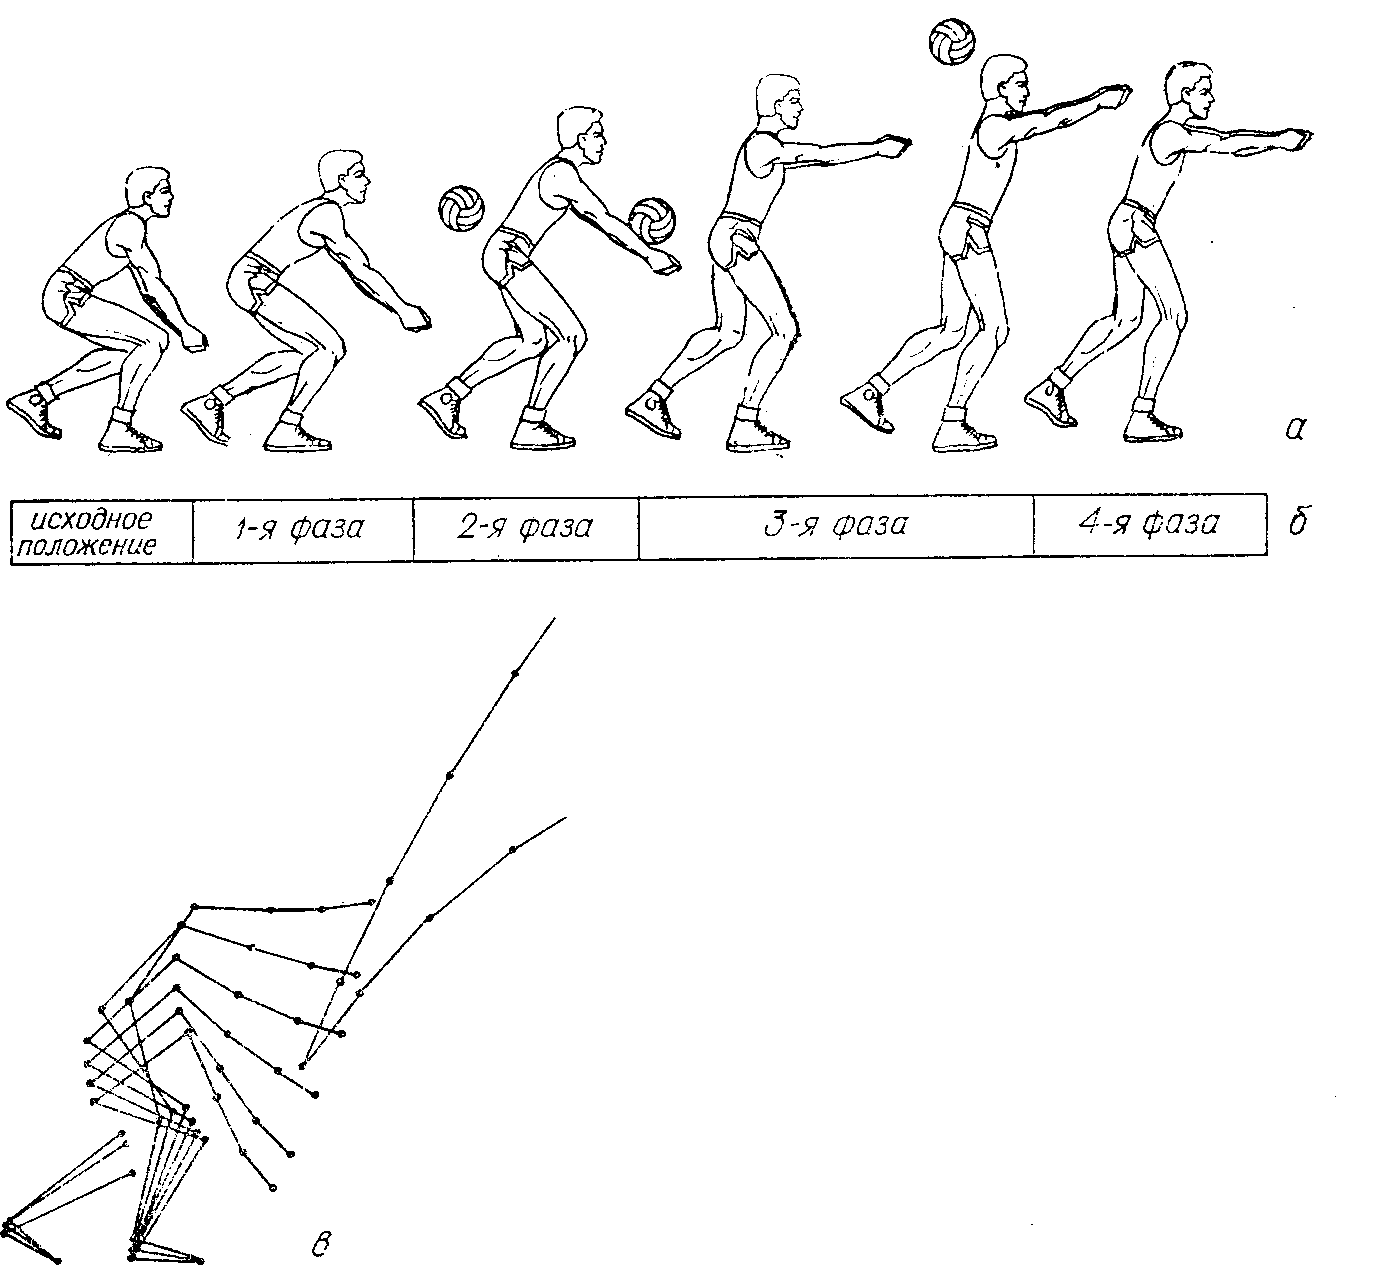 а
исходное
положение
1-я фаза
2-я фаза
3-я фаза
4-я фаза
б
в